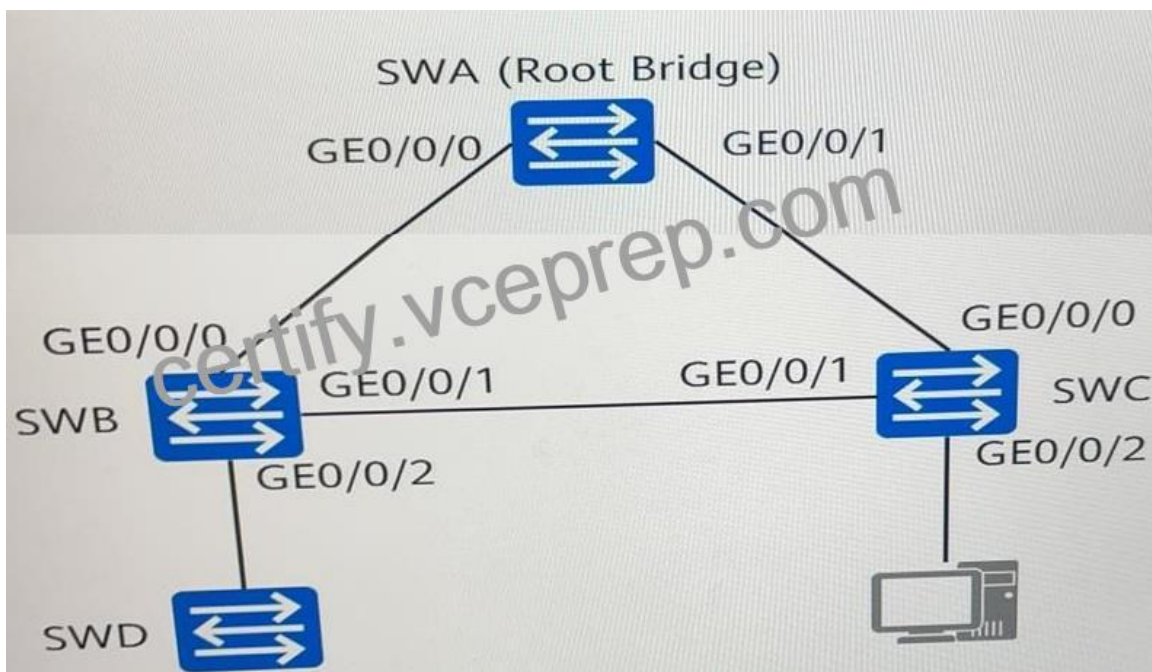 SWA (Root Bridge)
GE0/0/0
GE0/0/1
certify.vceprep.com
GE0/0/0
GE0/0/0
GE0/0/1
GE0/0/1
SWB
SWC
GE0/0/2
GE0/0/2
SWD